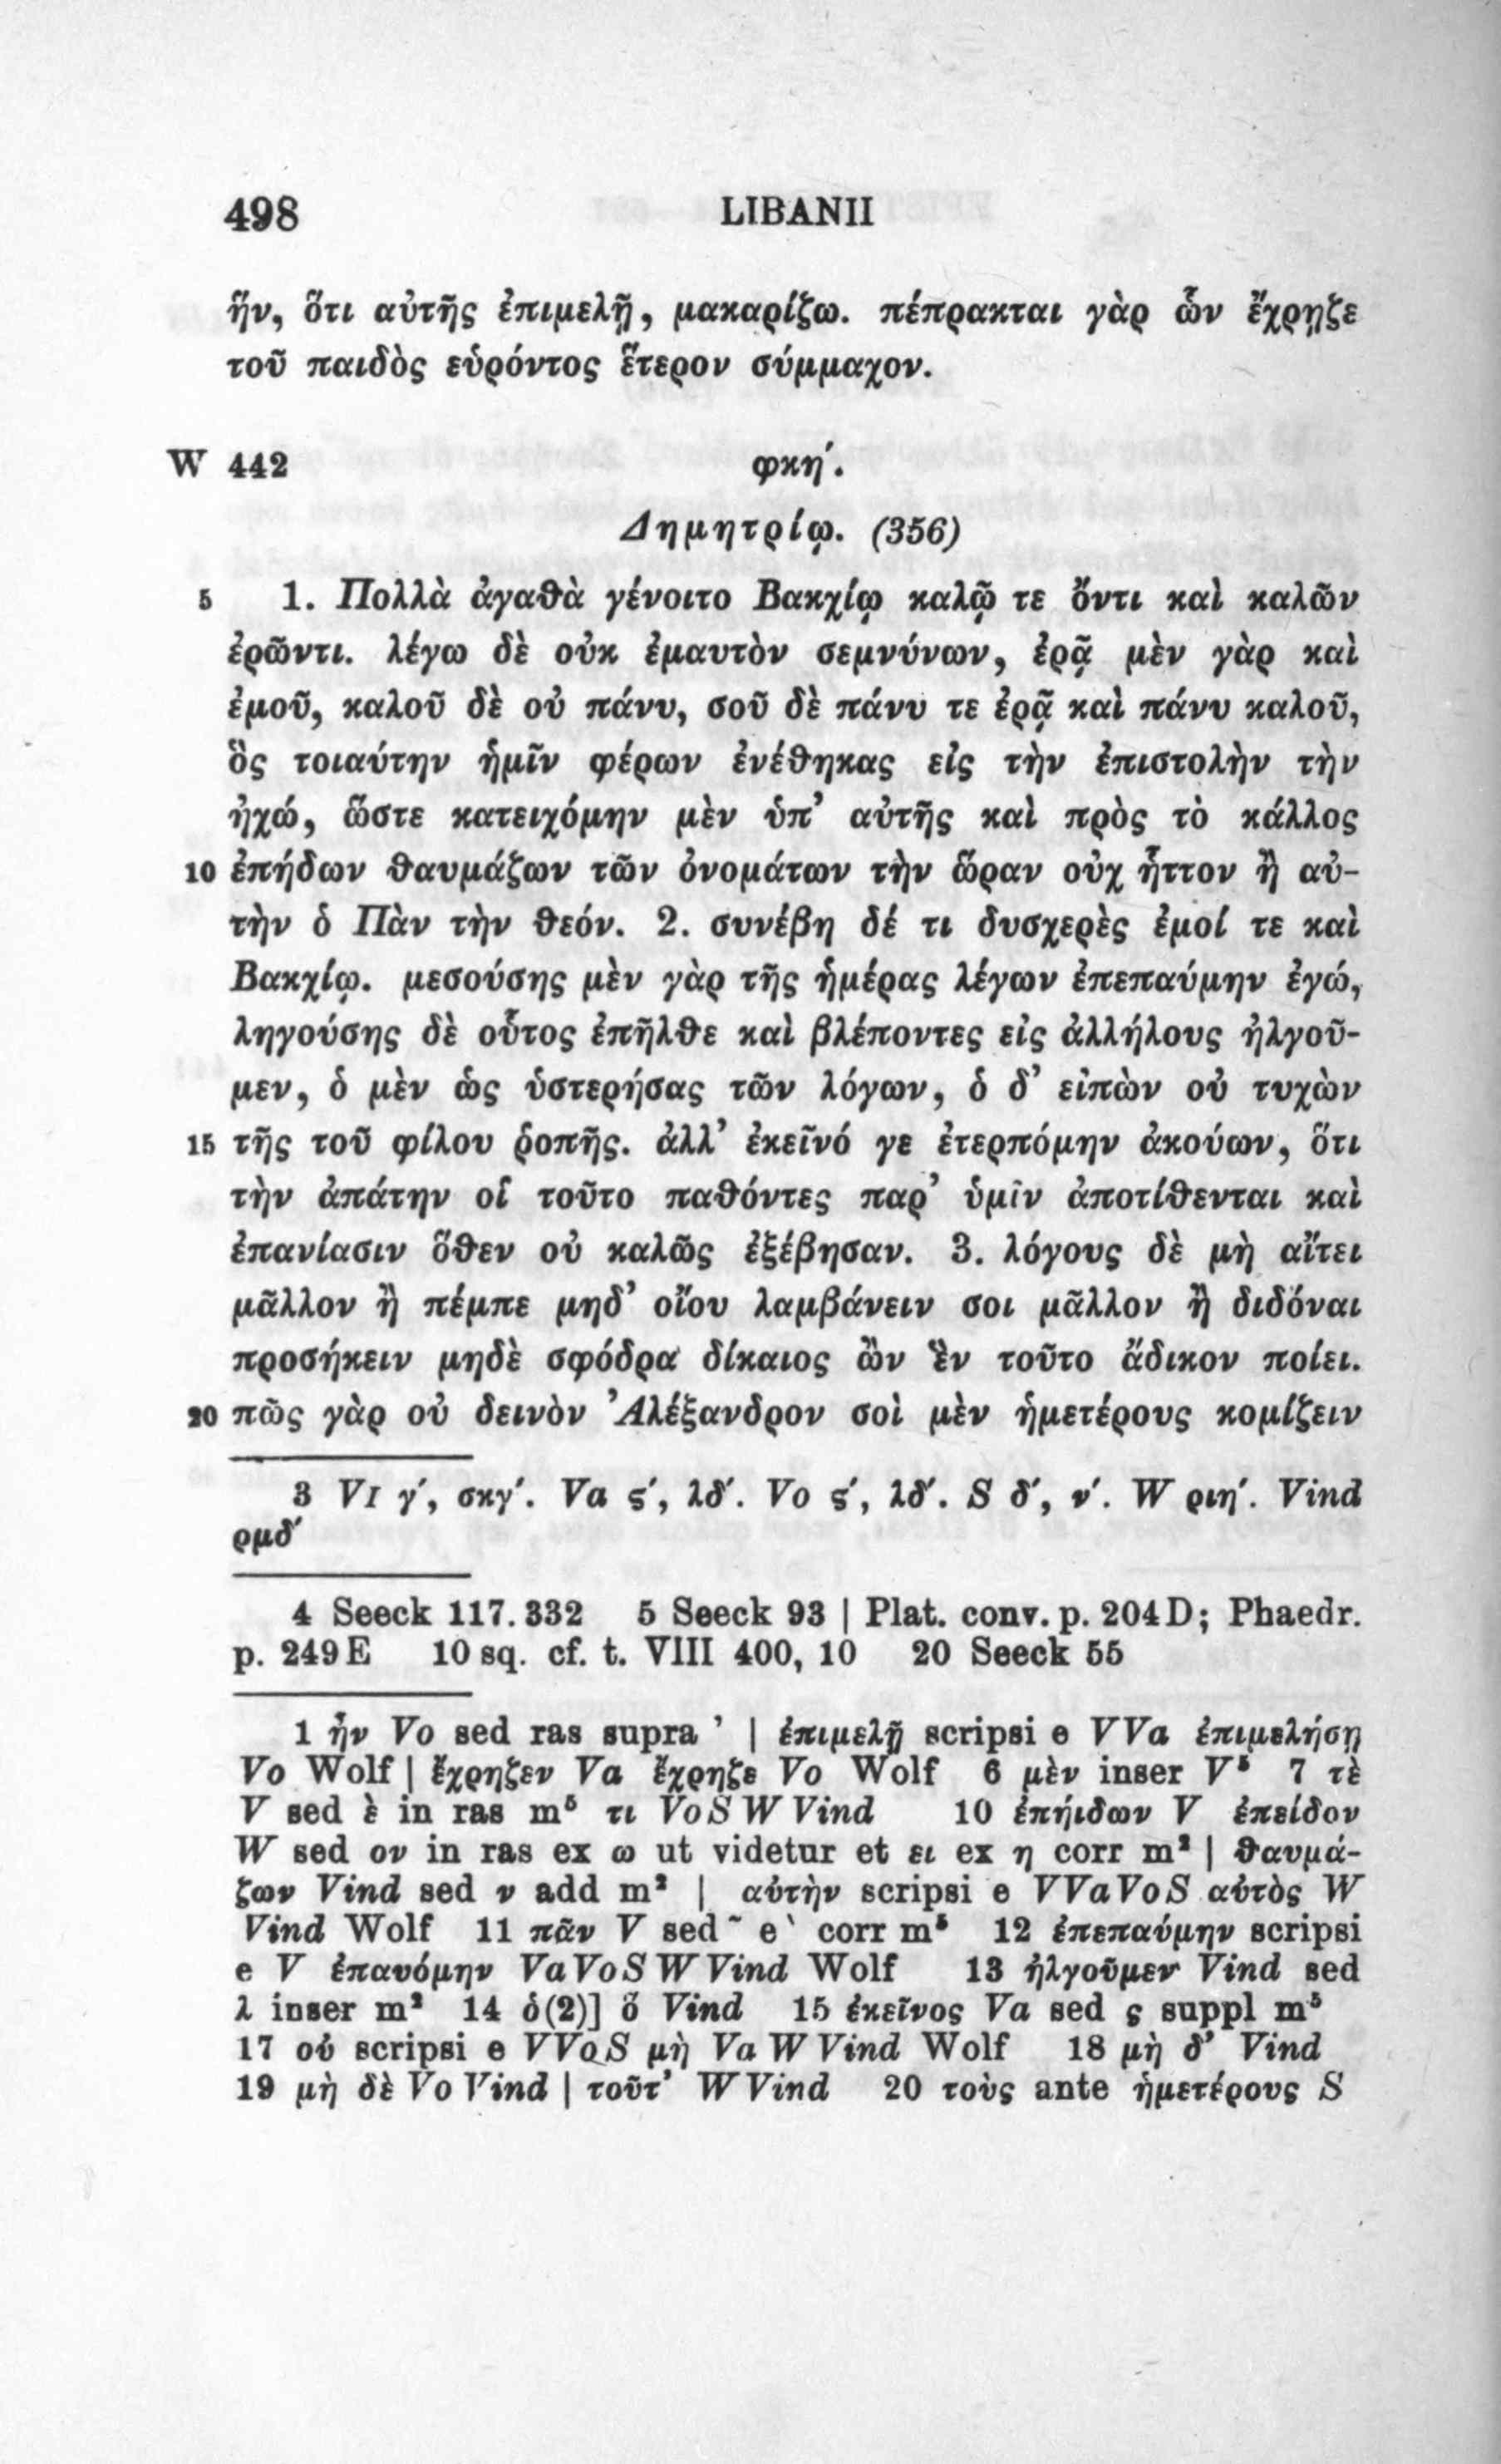 498 LIBANII
ἥν, ὅτι αὐτῆς ἐπιμελῇ, μακαρίζω. πέπρακται γὰρ ὧν ἔχρῃζε
τοῦ παιδὸς εὑρόντος ἕτερον σύμμαχον.
W 442 φκη΄.
Δημητρίῳ. (356)
5 1. Πολλὰ ἀγαθὰ γένοιτο Βακχίῳ καλῷ τε ὄντι καὶ καλῶν
ἐρῶντι. λέγω δὲ οὐκ ἐμαυτὸν σεμνύνων, ἐρᾷ μὲν γὰρ καὶ
ἐμοῦ, καλοῦ δὲ οὐ πάνυ, σοῦ δὲ πάνυ τε ἐρᾷ καὶ πάνυ καλοῦ,
ὃς τοιαύτην ἡμῖν φέρων ἐνέθηκας εἰς τὴν ἐπιστολὴν τὴν
ἠχώ, ὥστε κατειχόμην μὲν ὑπ’ αὐτῆς καὶ πρὸς τὸ κάλλος
10 ἐπήδων θαυμάζων τῶν ὀνομάτων τὴν ὥραν οὐχ ἧττον ἢ αὐ-
τὴν ὁ Πὰν τὴν θεόν. 2. συνέβη δέ τι δυσχερὲς ἐμοί τε καὶ
Βακχίῳ. μεσούσης μὲν γὰρ τῆς ἡμέρας λέγων ἐπεπαύμην ἐγώ,
ληγούσης δὲ οὗτος ἐπῆλθε καὶ βλέποντες εἰς ἀλλήλους ἠλγοῦ-
μεν, ὁ μὲν ὡς ὑστερήσας τῶν λόγων, ὁ δ’ εἰπὼν οὐ τυχὼν
15 τῆς τοῦ φίλου ῥοπῆς. ἀλλ’ ἐκεῖνό γε ἐτερπόμην ἀκούων, ὅτι
τὴν ἀπάτην οἱ τοῦτο παθόντες παρ’ ὑμῖν ἀποτίθενται καὶ
ἐπανίασιν ὅθεν οὐ καλῶς ἐξέβησαν. 3. λόγους δὲ μὴ αἴτει
μᾶλλον ἢ πέμπε μηδ’ οἴου λαμβάνειν σοι μᾶλλον ἢ διδόναι
προσήκειν μηδὲ σφόδρα δίκαιος ὢν ἓν τοῦτο ἄδικον ποίει.
20 πῶς γὰρ οὐ δεινὸν Ἀλέξανδρον σοὶ μὲν ἡμετέρους κομίζειν
3 VI γ΄, σκγ΄. Va ς΄, λδ΄. Vo ς΄, λδ΄. S δ΄, ν΄. W ριη΄. Vind
ρμδ΄
4 Seeck 117. 332 5 Seeck 93 | Plat. conv. p. 204D; Phaedr.
p. 249E 10 sq. cf. t. VIII 400, 10 20 Seeck 55
1 ἦν Vo sed ras supra ’ | ἐπιμελῇ scripsi e V Va ἐπιμελήσῃ
Vo Wolf | ἔχρηζεν Va ἔχρηζε Vo Wolf 6 μὲν inser V⁵ 7 τὲ
V sed ὲ in ras m⁵ τι Vo S W Vind 10 ἐπήιδων V ἐπείδον
W sed ον in ras ex ω ut videtur et ει ex η corr m² | θαυμά-
ζων Vind sed ν add m² | αὐτὴν scripsi e V Va Vo S αὐτὸς W
Vind Wolf 11 πᾶν V sed ῀ e ` corr m⁵ 12 ἐπεπαύμην scripsi
e V ἐπαυόμην Va Vo S W Vind Wolf 13 ἠλγοῦμεν Vind sed
λ inser m² 14 ὁ(2)] ὅ Vind 15 ἐκεῖνος Va sed ς suppl m⁵
17 οὐ scripsi e V Vo S μὴ Va W Vind Wolf 18 μὴ δ’ Vind
19 μὴ δὲ Vo Vind | τοῦτ’ W Vind 20 τοὺς ante ἡμετέρους S